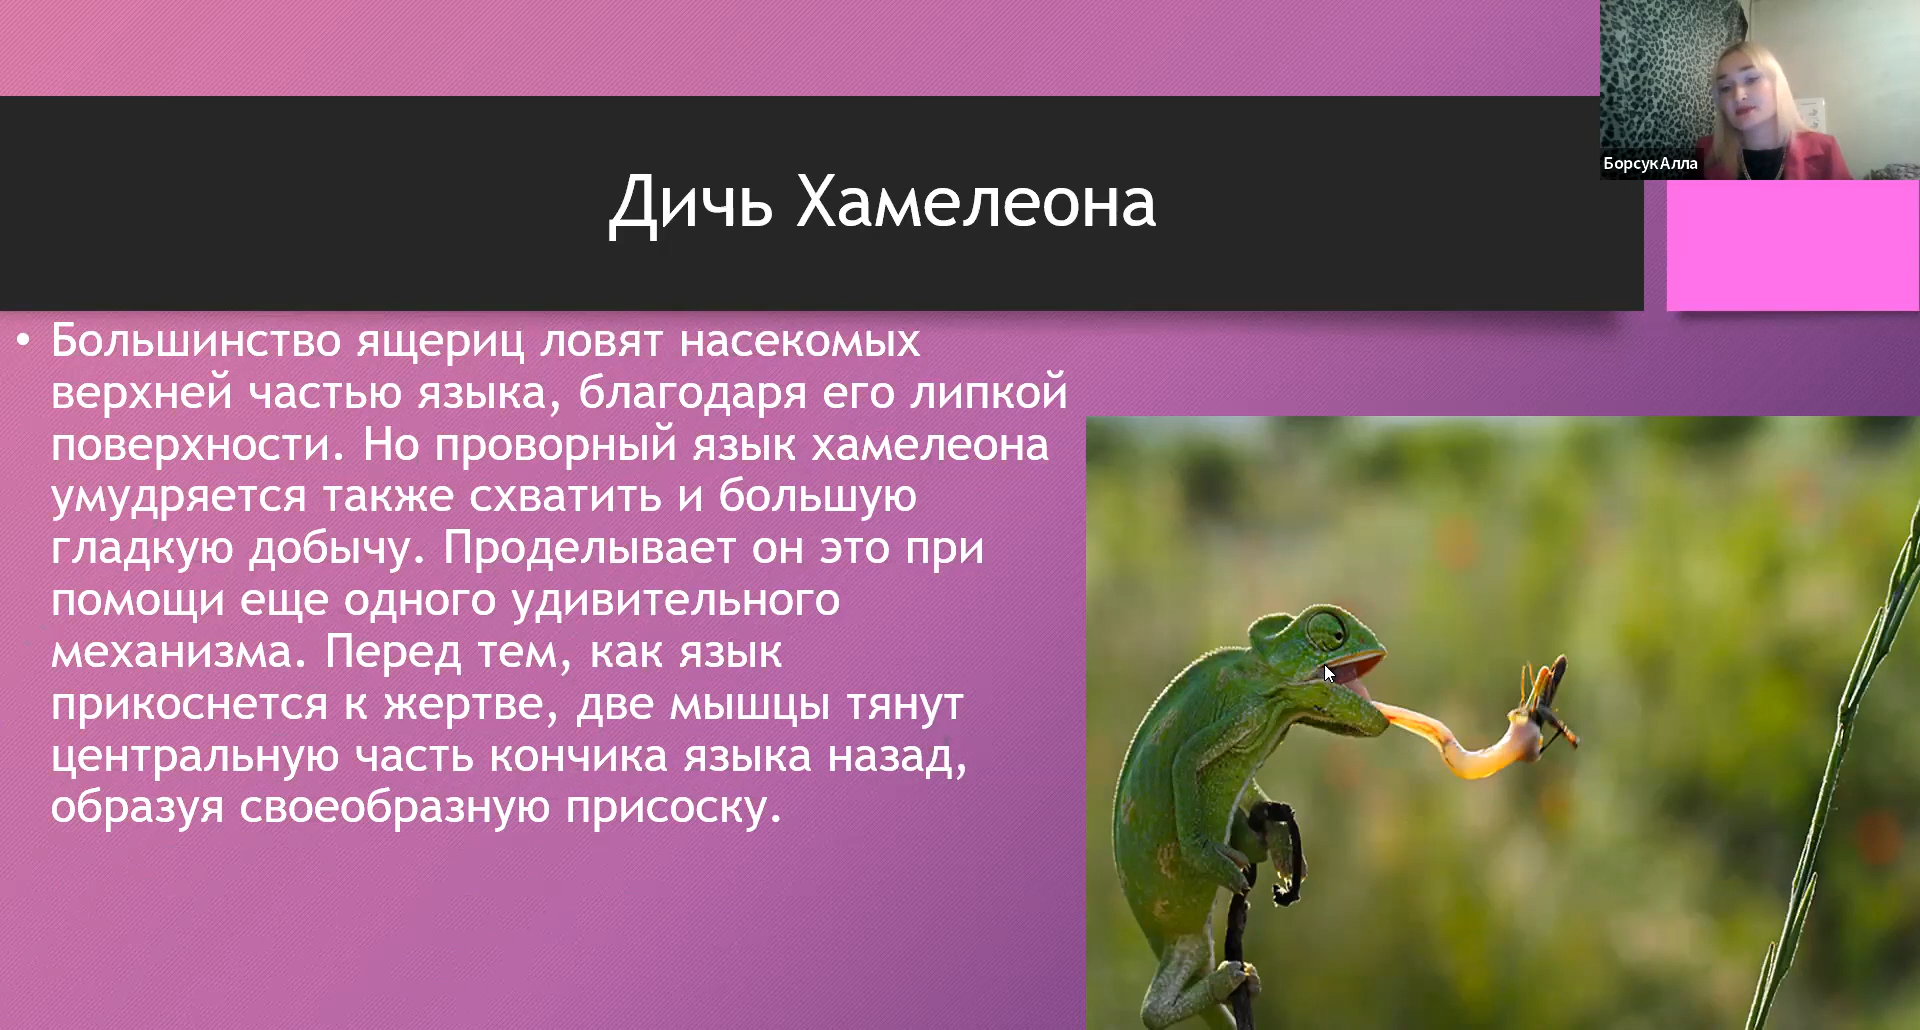 Борсук Алла
Дичь Хамелеона
• Большинство ящериц ловят насекомых
верхней частью языка, благодаря его липкой
поверхности. Но проворный язык хамелеона
умудряется также схватить и большую
гладкую добычу. Проделывает он это при
помощи еще одного удивительного
механизма. Перед тем, как язык
прикоснется к жертве, две мышцы тянут
центральную часть кончика языка назад,
образуя своеобразную присоску.